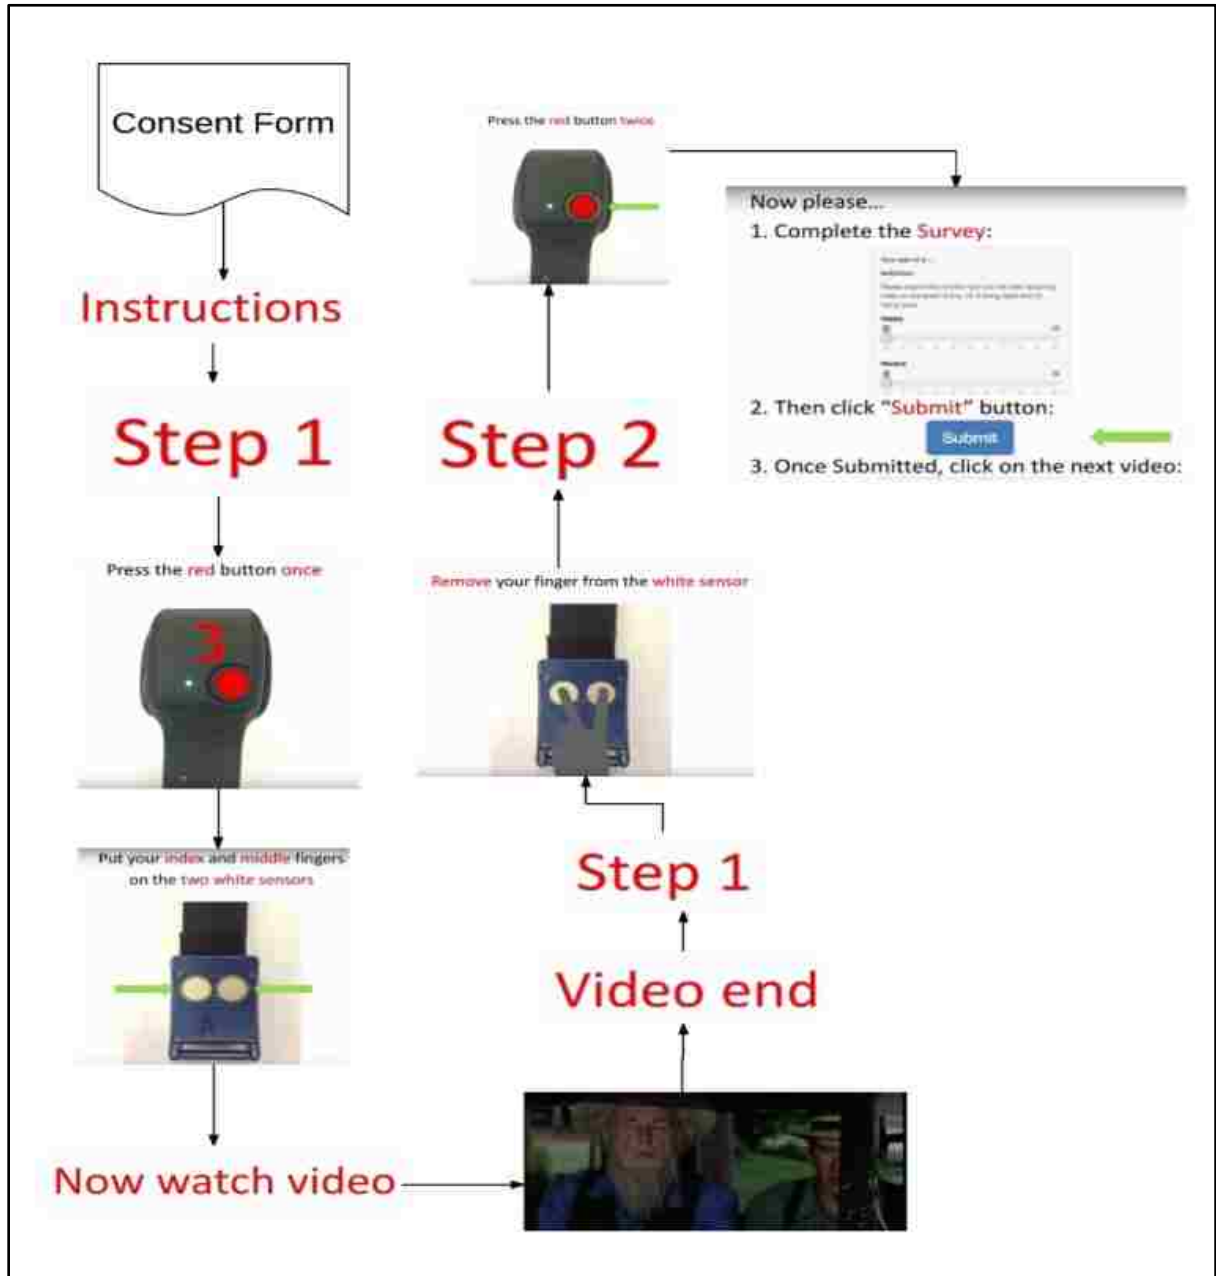 Consent Form
Instructions
Step 1
Press the red button once
3
Put your index and middle fingers
on the two white sensors
Now watch video
Video end
Step 1
Remove your finger from the white sensor
Step 2
Press the red button twice
Now please...
1. Complete the Survey:
2. Then click "Submit" button:
Submit
3. Once Submitted, click on the next video: